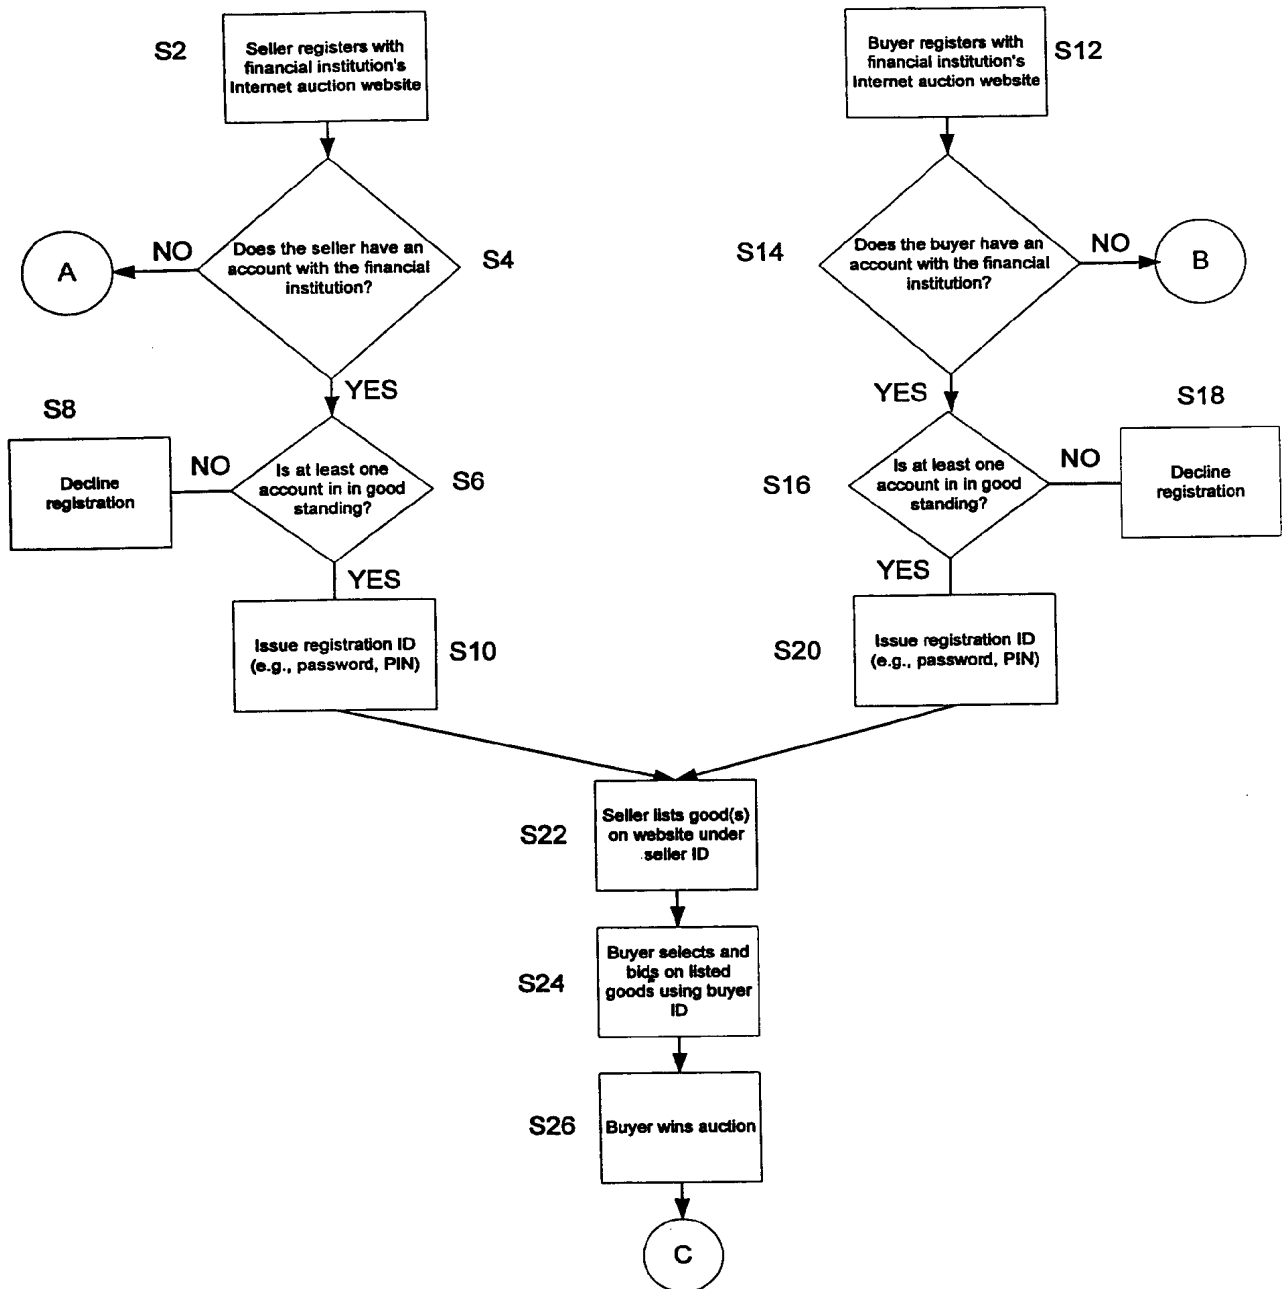 S2
Seller registers with
financial institution's
Internet auction website
Buyer registers with
financial institution's
Internet auction website
S12
A
NO
Does the seller have an
account with the financial
institution?
S4
S14
Does the buyer have an
account with the financial
institution?
NO
B
YES
YES
S8
S18
Decline
registration
NO
Is at least one
account in in good
standing?
S6
S16
Is at least one
account in in good
standing?
NO
Decline
registration
YES
YES
Issue registration ID
(e.g., password, PIN)
S10
S20
Issue registration ID
(e.g., password, PIN)
S22
Seller lists good(s)
on website under
seller ID
S24
Buyer selects and
bids on listed
goods using buyer
ID
S26
Buyer wins auction
C